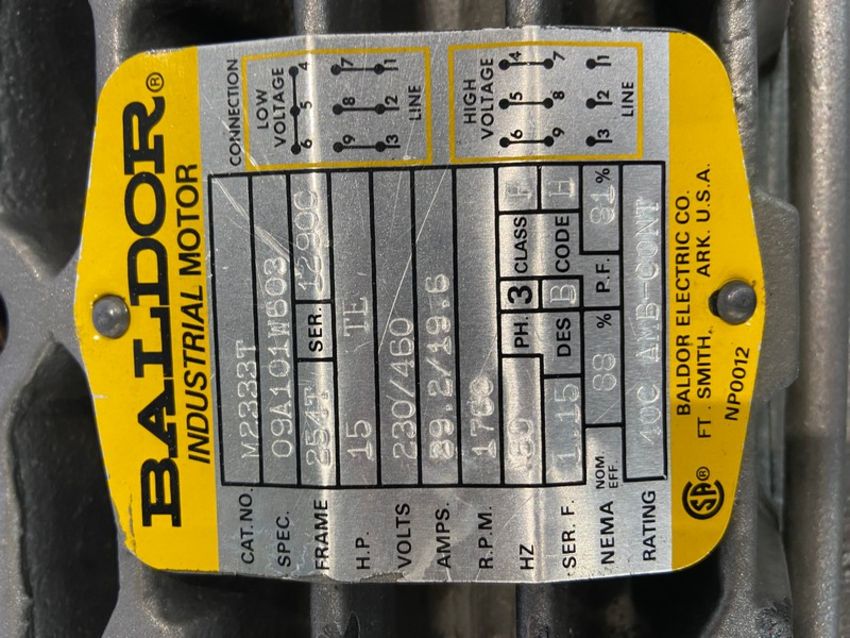 BALDOR®
INDUSTRIAL MOTOR
CAT. NO. M2333T
SPEC. 09A101W603
FRAME 254T SER. 1290C
H.P. 15 TE
VOLTS 230/460
AMPS. 39.2/19.6
R.P.M. 1760
HZ 60 PH. 3 CLASS F
SER. F. 1.15 DES B CODE H
NEMA NOM EFF 88 % P.F. 81 %
RATING 40C AMB-CONT
CONNECTION
LOW
VOLTAGE
6 5 4
9 8 7
3 2 1
LINE
HIGH
VOLTAGE
6 5 4
9 8 7
3 2 1
LINE
BALDOR ELECTRIC CO.
SA® FT. SMITH, ARK. U.S.A.
NP0012